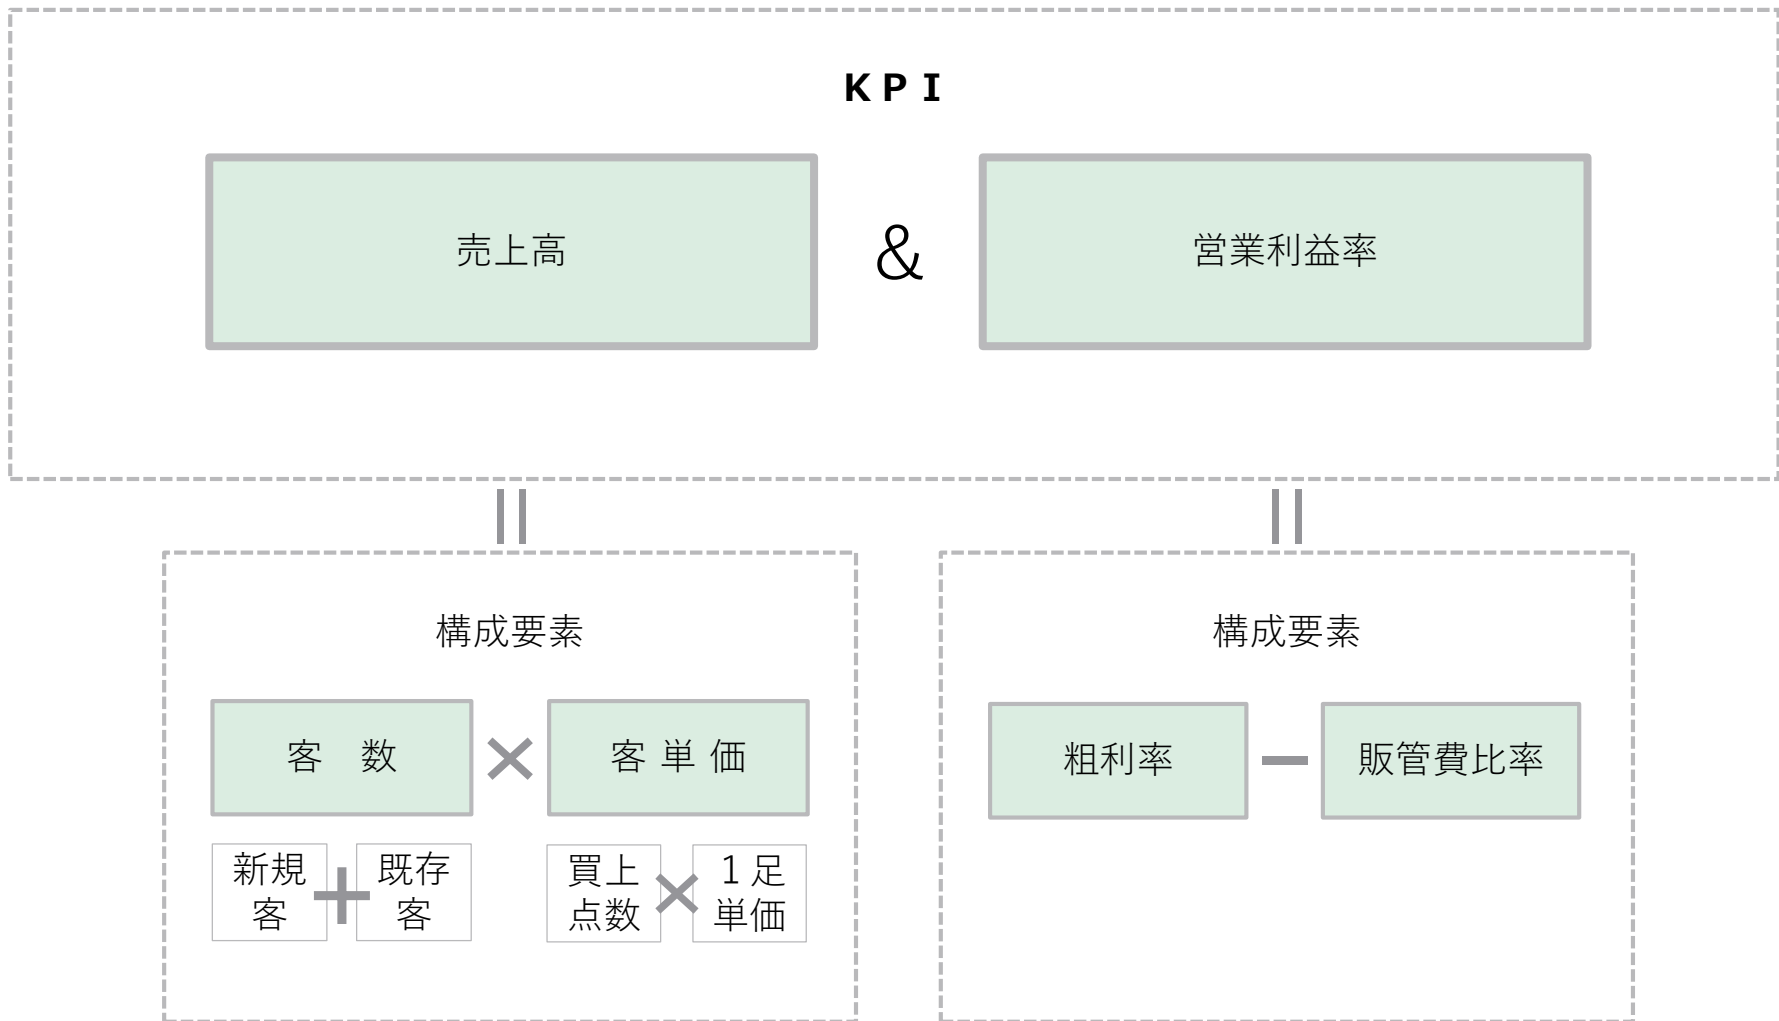 KPI
売上高
&
営業利益率
構成要素
客　数
×
客単価
新規
客
+
既存
客
買上
点数
×
１足
単価
構成要素
粗利率
－
販管費比率